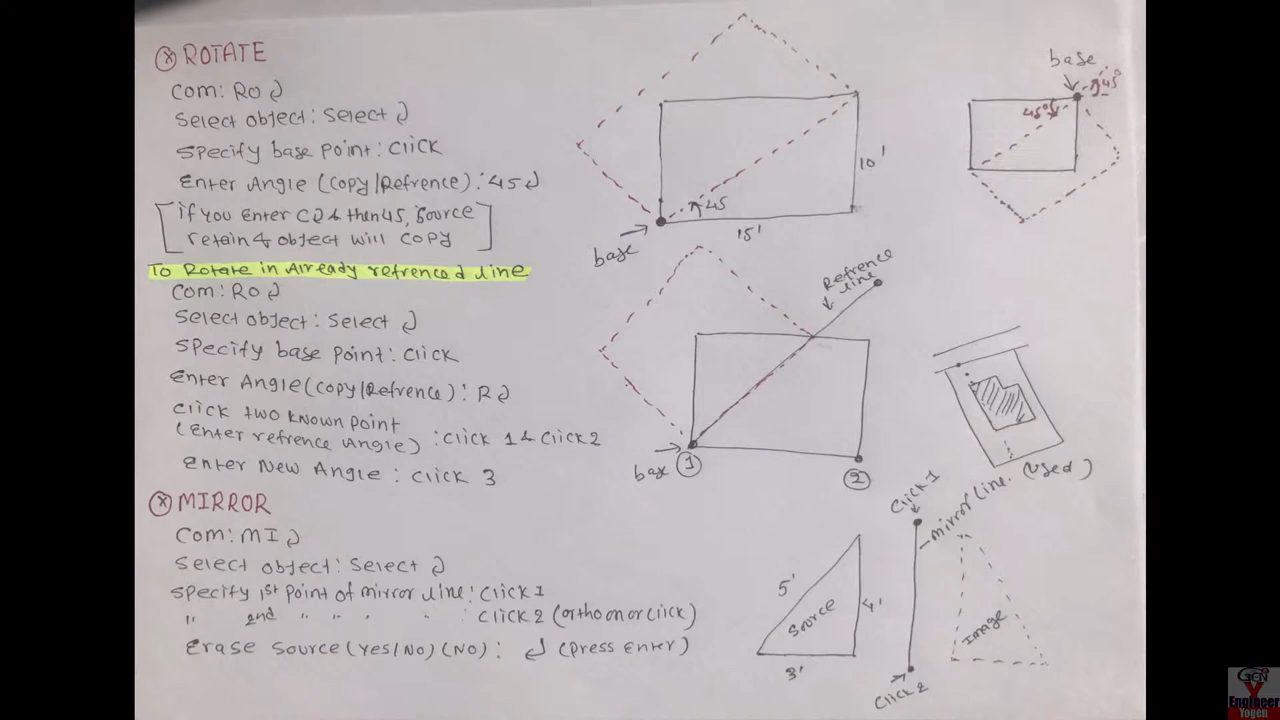 ⓧ ROTATE
Com: RO ↲
Select object: Select ↲
Specify base point: Click
Enter Angle (Copy/Refrence): 45 ↲
[if you enter C↲ & then 45, Source
retain & object will copy]
To Rotate in Already refrenced line
Com: RO ↲
Select object: Select ↲
Specify base point: Click
Enter Angle (Copy/Refrence): R ↲
Click two known point
(Enter refrence Angle) : Click 1 & Click 2
Enter New Angle : Click 3
ⓧ MIRROR
Com: MI ↲
Select object: Select ↲
Specify 1st point of mirror line: Click 1
" 2nd " " " : Click 2 (ortho on or click)
Erase Source (Yes/No) (NO): ↲ (Press Enter)
base
45
15'
10'
base
45°
45°
Refrence
line
base
1
2
(Used)
5'
4'
3'
Source
Click 1
Mirror line.
Click 2
Image
GEN
Y
Engineer
Yogen